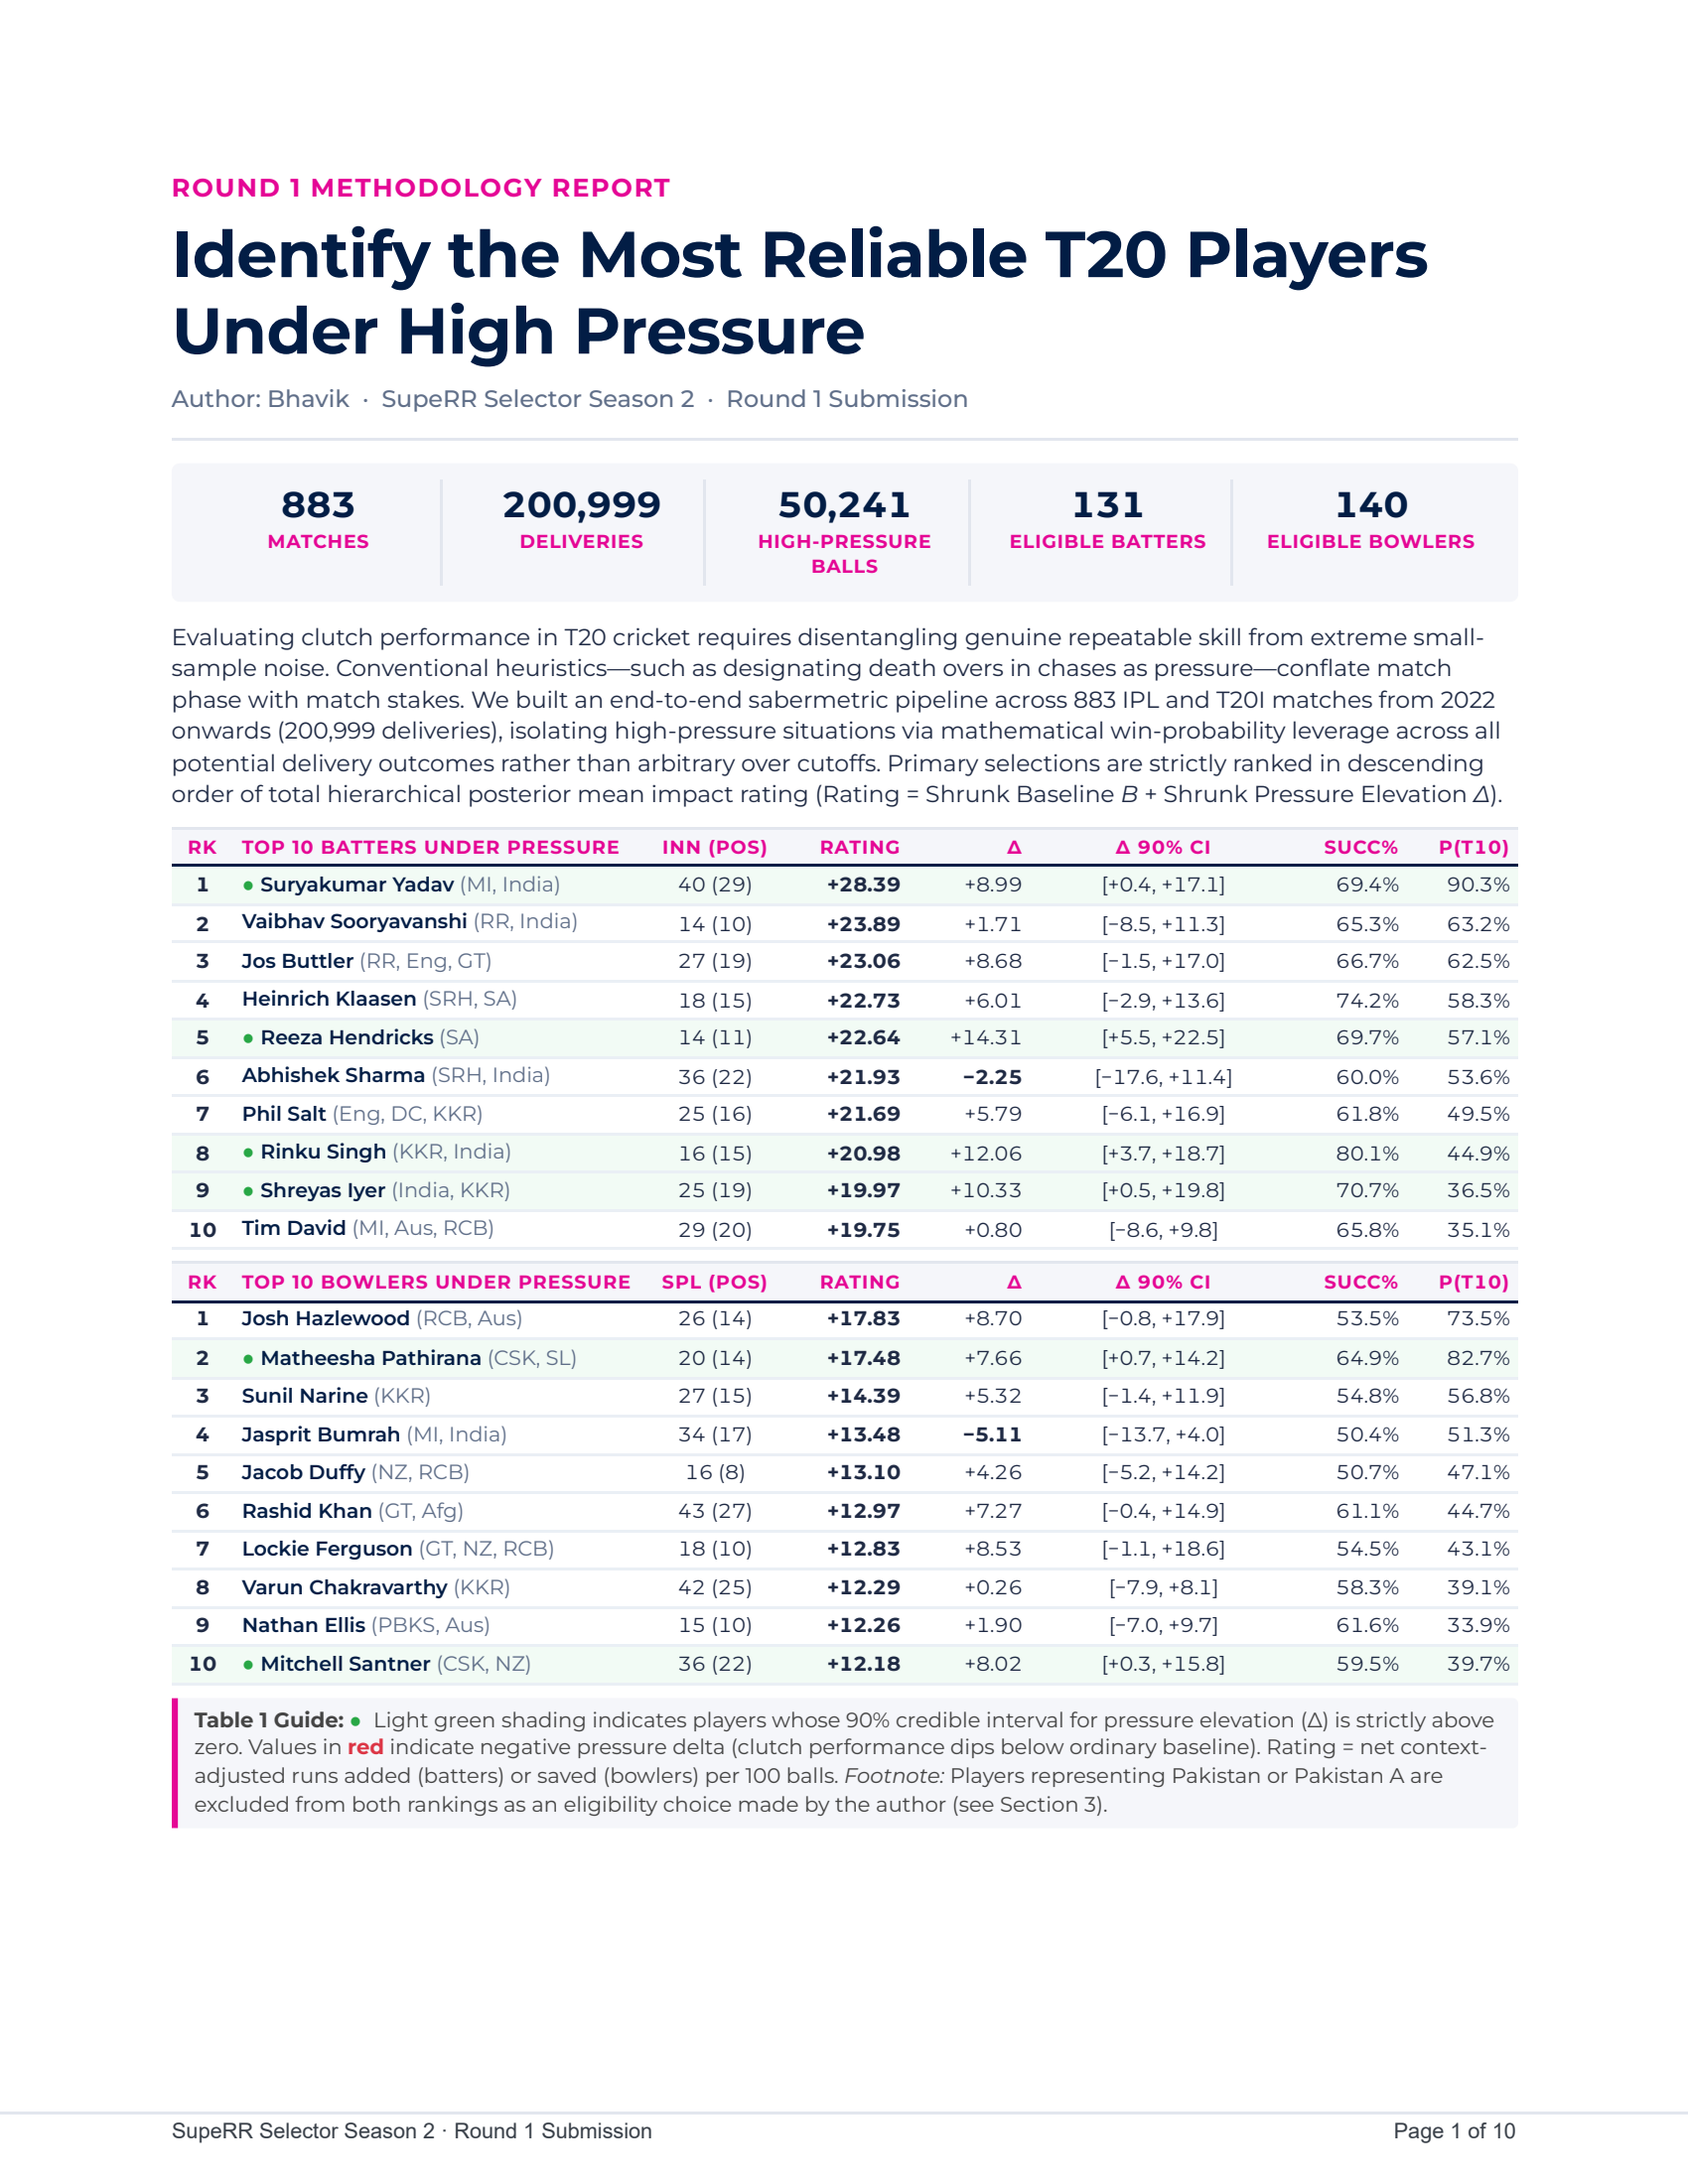 ROUND 1 METHODOLOGY REPORT
Identify the Most Reliable T20 Players
Under High Pressure
Author: Bhavik · SupeRR Selector Season 2 · Round 1 Submission
883 200,999 50,241 131 140
MATCHES DELIVERIES HIGH-PRESSURE BALLS ELIGIBLE BATTERS ELIGIBLE BOWLERS
Evaluating clutch performance in T20 cricket requires disentangling genuine repeatable skill from extreme small-
sample noise. Conventional heuristics—such as designating death overs in chases as pressure—conflate match
phase with match stakes. We built an end-to-end sabermetric pipeline across 883 IPL and T20I matches from 2022
onwards (200,999 deliveries), isolating high-pressure situations via mathematical win-probability leverage across all
potential delivery outcomes rather than arbitrary over cutoffs. Primary selections are strictly ranked in descending
order of total hierarchical posterior mean impact rating (Rating = Shrunk Baseline B + Shrunk Pressure Elevation Δ).
RK TOP 10 BATTERS UNDER PRESSURE INN (POS) RATING Δ Δ 90% CI SUCC% P(T10)
1 ● Suryakumar Yadav (MI, India) 40 (29) +28.39 +8.99 [+0.4, +17.1] 69.4% 90.3%
2 Vaibhav Sooryavanshi (RR, India) 14 (10) +23.89 +1.71 [−8.5, +11.3] 65.3% 63.2%
3 Jos Buttler (RR, Eng, GT) 27 (19) +23.06 +8.68 [−1.5, +17.0] 66.7% 62.5%
4 Heinrich Klaasen (SRH, SA) 18 (15) +22.73 +6.01 [−2.9, +13.6] 74.2% 58.3%
5 ● Reeza Hendricks (SA) 14 (11) +22.64 +14.31 [+5.5, +22.5] 69.7% 57.1%
6 Abhishek Sharma (SRH, India) 36 (22) +21.93 −2.25 [−17.6, +11.4] 60.0% 53.6%
7 Phil Salt (Eng, DC, KKR) 25 (16) +21.69 +5.79 [−6.1, +16.9] 61.8% 49.5%
8 ● Rinku Singh (KKR, India) 16 (15) +20.98 +12.06 [+3.7, +18.7] 80.1% 44.9%
9 ● Shreyas Iyer (India, KKR) 25 (19) +19.97 +10.33 [+0.5, +19.8] 70.7% 36.5%
10 Tim David (MI, Aus, RCB) 29 (20) +19.75 +0.80 [−8.6, +9.8] 65.8% 35.1%
RK TOP 10 BOWLERS UNDER PRESSURE SPL (POS) RATING Δ Δ 90% CI SUCC% P(T10)
1 Josh Hazlewood (RCB, Aus) 26 (14) +17.83 +8.70 [−0.8, +17.9] 53.5% 73.5%
2 ● Matheesha Pathirana (CSK, SL) 20 (14) +17.48 +7.66 [+0.7, +14.2] 64.9% 82.7%
3 Sunil Narine (KKR) 27 (15) +14.39 +5.32 [−1.4, +11.9] 54.8% 56.8%
4 Jasprit Bumrah (MI, India) 34 (17) +13.48 −5.11 [−13.7, +4.0] 50.4% 51.3%
5 Jacob Duffy (NZ, RCB) 16 (8) +13.10 +4.26 [−5.2, +14.2] 50.7% 47.1%
6 Rashid Khan (GT, Afg) 43 (27) +12.97 +7.27 [−0.4, +14.9] 61.1% 44.7%
7 Lockie Ferguson (GT, NZ, RCB) 18 (10) +12.83 +8.53 [−1.1, +18.6] 54.5% 43.1%
8 Varun Chakravarthy (KKR) 42 (25) +12.29 +0.26 [−7.9, +8.1] 58.3% 39.1%
9 Nathan Ellis (PBKS, Aus) 15 (10) +12.26 +1.90 [−7.0, +9.7] 61.6% 33.9%
10 ● Mitchell Santner (CSK, NZ) 36 (22) +12.18 +8.02 [+0.3, +15.8] 59.5% 39.7%
Table 1 Guide: ● Light green shading indicates players whose 90% credible interval for pressure elevation (Δ) is strictly above
zero. Values in red indicate negative pressure delta (clutch performance dips below ordinary baseline). Rating = net context-
adjusted runs added (batters) or saved (bowlers) per 100 balls. Footnote: Players representing Pakistan or Pakistan A are
excluded from both rankings as an eligibility choice made by the author (see Section 3).
SupeRR Selector Season 2 · Round 1 Submission Page 1 of 10